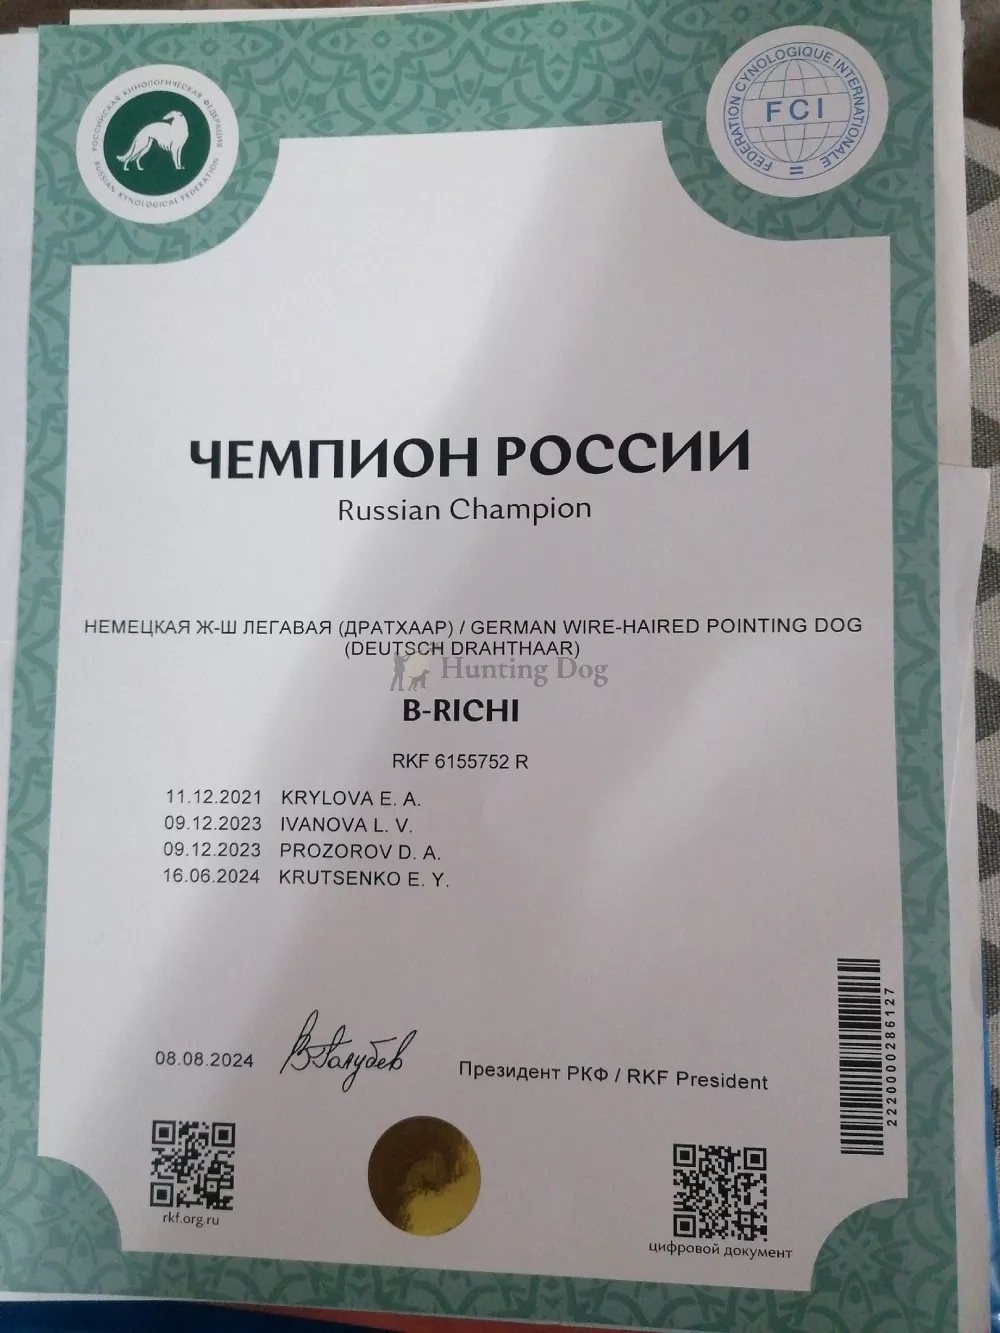 РОССИЙСКАЯ КИНОЛОГИЧЕСКАЯ ФЕДЕРАЦИЯ
RUSSIAN KYNOLOGICAL FEDERATION
FEDERATION CYNOLOGIQUE INTERNATIONALE
FCI
ЧЕМПИОН РОССИИ
Russian Champion
НЕМЕЦКАЯ Ж-Ш ЛЕГАВАЯ (ДРАТХААР) / GERMAN WIRE-HAIRED POINTING DOG
(DEUTSCH DRAHTHAAR)
Hunting Dog
B-RICHI
RKF 6155752 R
11.12.2021 KRYLOVA E. A.
09.12.2023 IVANOVA L. V.
09.12.2023 PROZOROV D. A.
16.06.2024 KRUTSENKO E. Y.
08.08.2024 ВГолубев Президент РКФ / RKF President
2220000286127
rkf.org.ru
цифровой документ